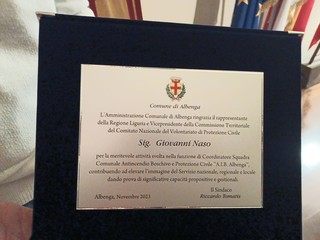 Comune di Albenga
L'Amministrazione Comunale di Albenga ringrazia il rappresentante
della Regione Liguria e Vicepresidente della Commissione Territoriale
del Comitato Nazionale del Volontariato di Protezione Civile
Sig. Giovanni Naso
per la meritevole attività svolta nella funzione di Coordinatore Squadra
Comunale Antincendio Boschivo e Protezione Civile "A.I.B. Albenga",
contribuendo ad elevare l'immagine del Servizio nazionale, regionale e locale
dando prova di significative capacità propositive e gestionali.
Il Sindaco
Albenga, Novembre 2023
Riccardo Tomatis